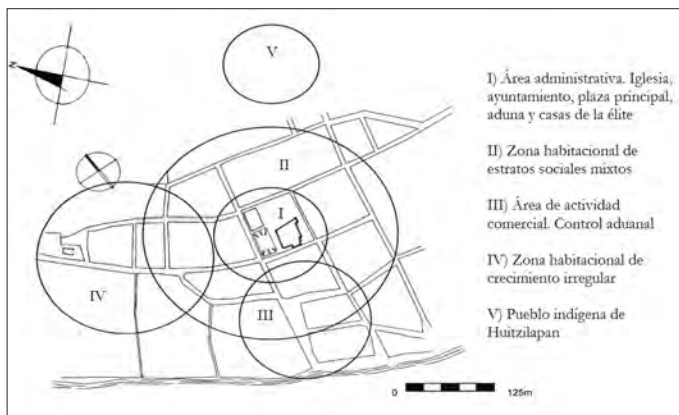 V
N
II
I
IV
III
I) Área administrativa. Iglesia,
ayuntamiento, plaza principal,
aduna y casas de la élite
II) Zona habitacional de
estratos sociales mixtos
III) Área de actividad
comercial. Control aduanal
IV) Zona habitacional de
crecimiento irregular
V) Pueblo indígena de
Huitzilapan
0 125m